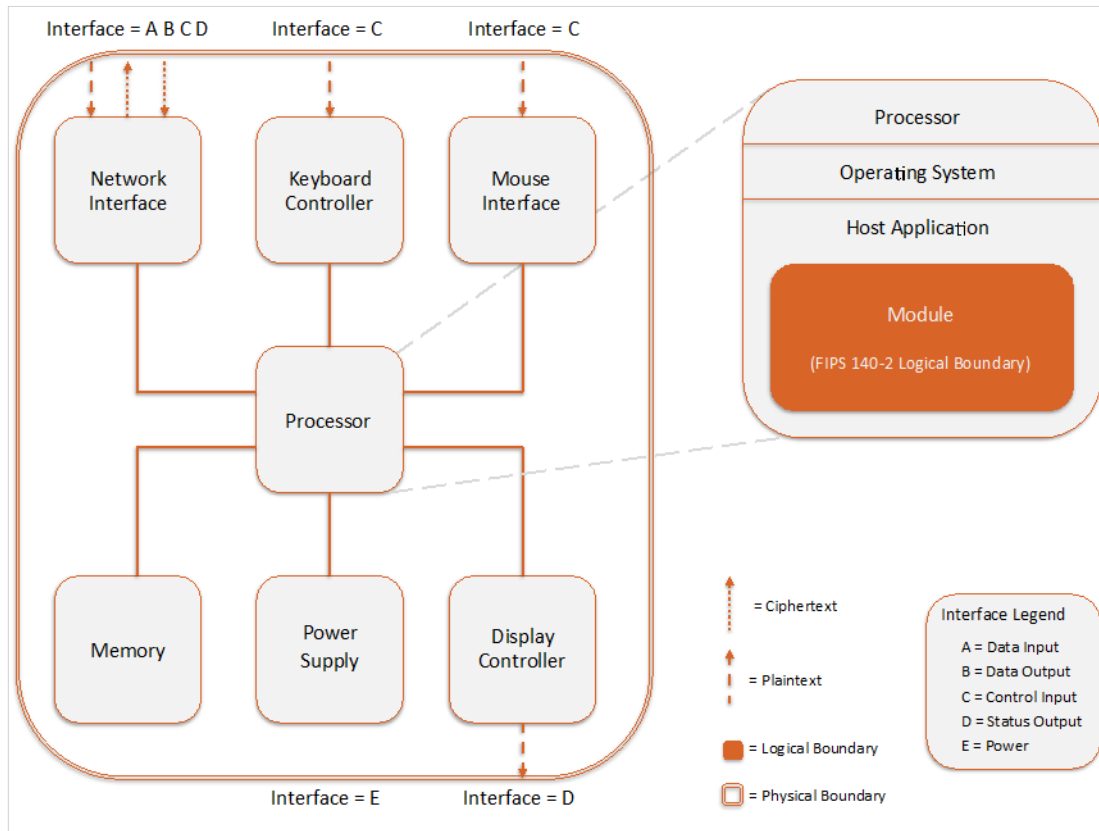 Interface = A B C D
Interface = C
Interface = C
Network
Interface
Keyboard
Controller
Mouse
Interface
Processor
Memory
Power
Supply
Display
Controller
Interface = E
Interface = D
Processor
Operating System
Host Application
Module
(FIPS 140-2 Logical Boundary)
= Ciphertext
= Plaintext
= Logical Boundary
= Physical Boundary
Interface Legend
A = Data Input
B = Data Output
C = Control Input
D = Status Output
E = Power